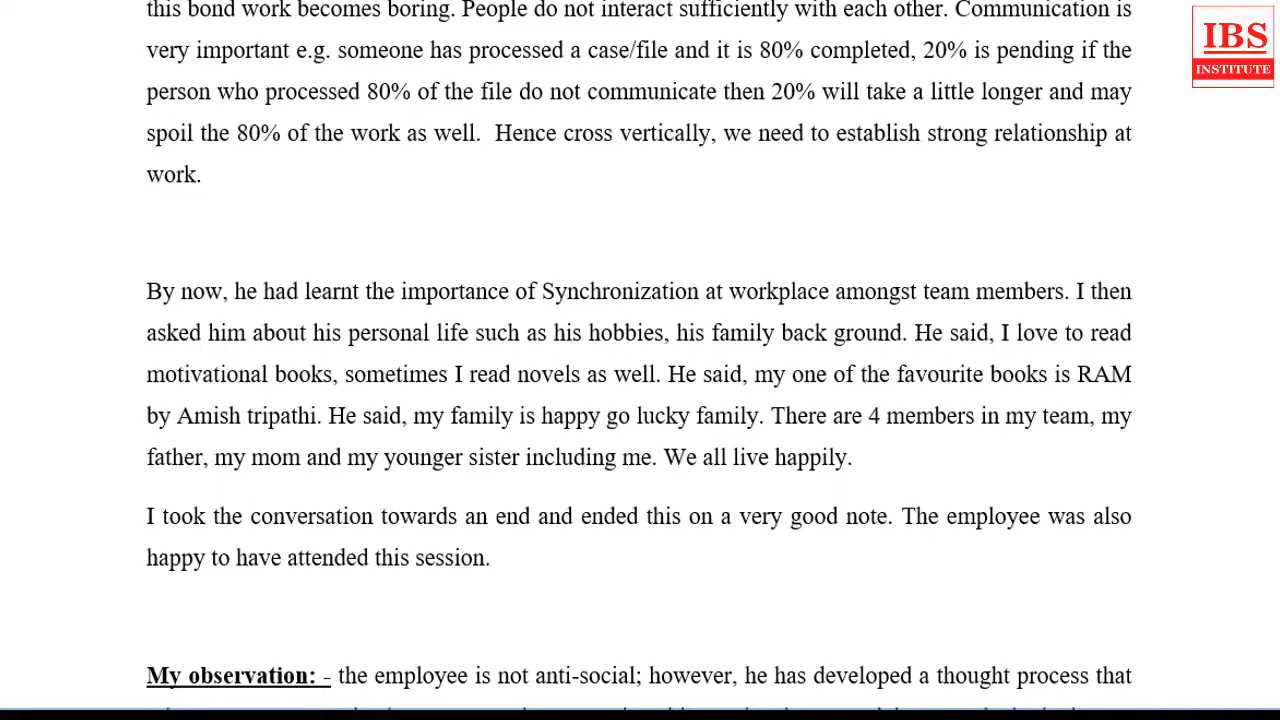 this bond work becomes boring. People do not interact sufficiently with each other. Communication is
very important e.g. someone has processed a case/file and it is 80% completed, 20% is pending if the
person who processed 80% of the file do not communicate then 20% will take a little longer and may
spoil the 80% of the work as well.  Hence cross vertically, we need to establish strong relationship at
work.
By now, he had learnt the importance of Synchronization at workplace amongst team members. I then
asked him about his personal life such as his hobbies, his family back ground. He said, I love to read
motivational books, sometimes I read novels as well. He said, my one of the favourite books is RAM
by Amish tripathi. He said, my family is happy go lucky family. There are 4 members in my team, my
father, my mom and my younger sister including me. We all live happily.
I took the conversation towards an end and ended this on a very good note. The employee was also
happy to have attended this session.
My observation: - the employee is not anti-social; however, he has developed a thought process that
IBS
INSTITUTE